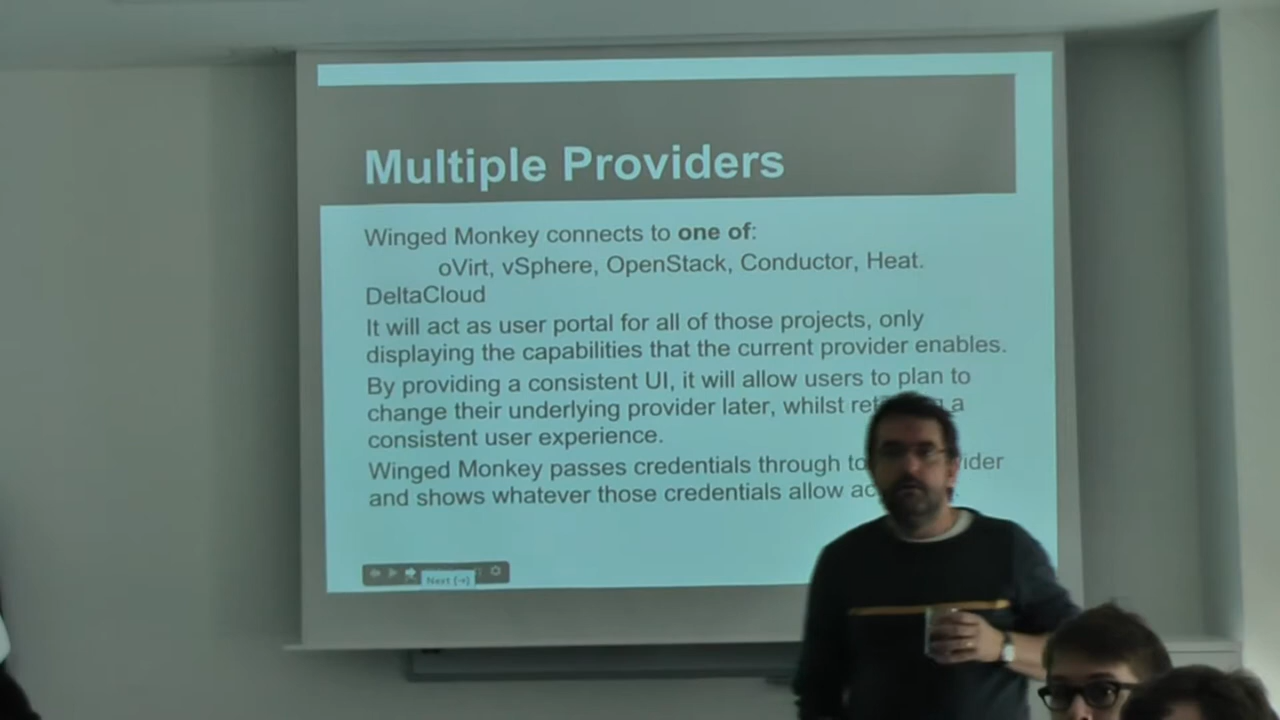 Multiple Providers
Winged Monkey connects to one of:
oVirt, vSphere, OpenStack, Conductor, Heat.
DeltaCloud
It will act as user portal for all of those projects, only
displaying the capabilities that the current provider enables.
By providing a consistent UI, it will allow users to plan to
change their underlying provider later, whilst a
consistent user experience.
Winged Monkey passes credentials through
and shows whatever those credentials allow
Next (→)